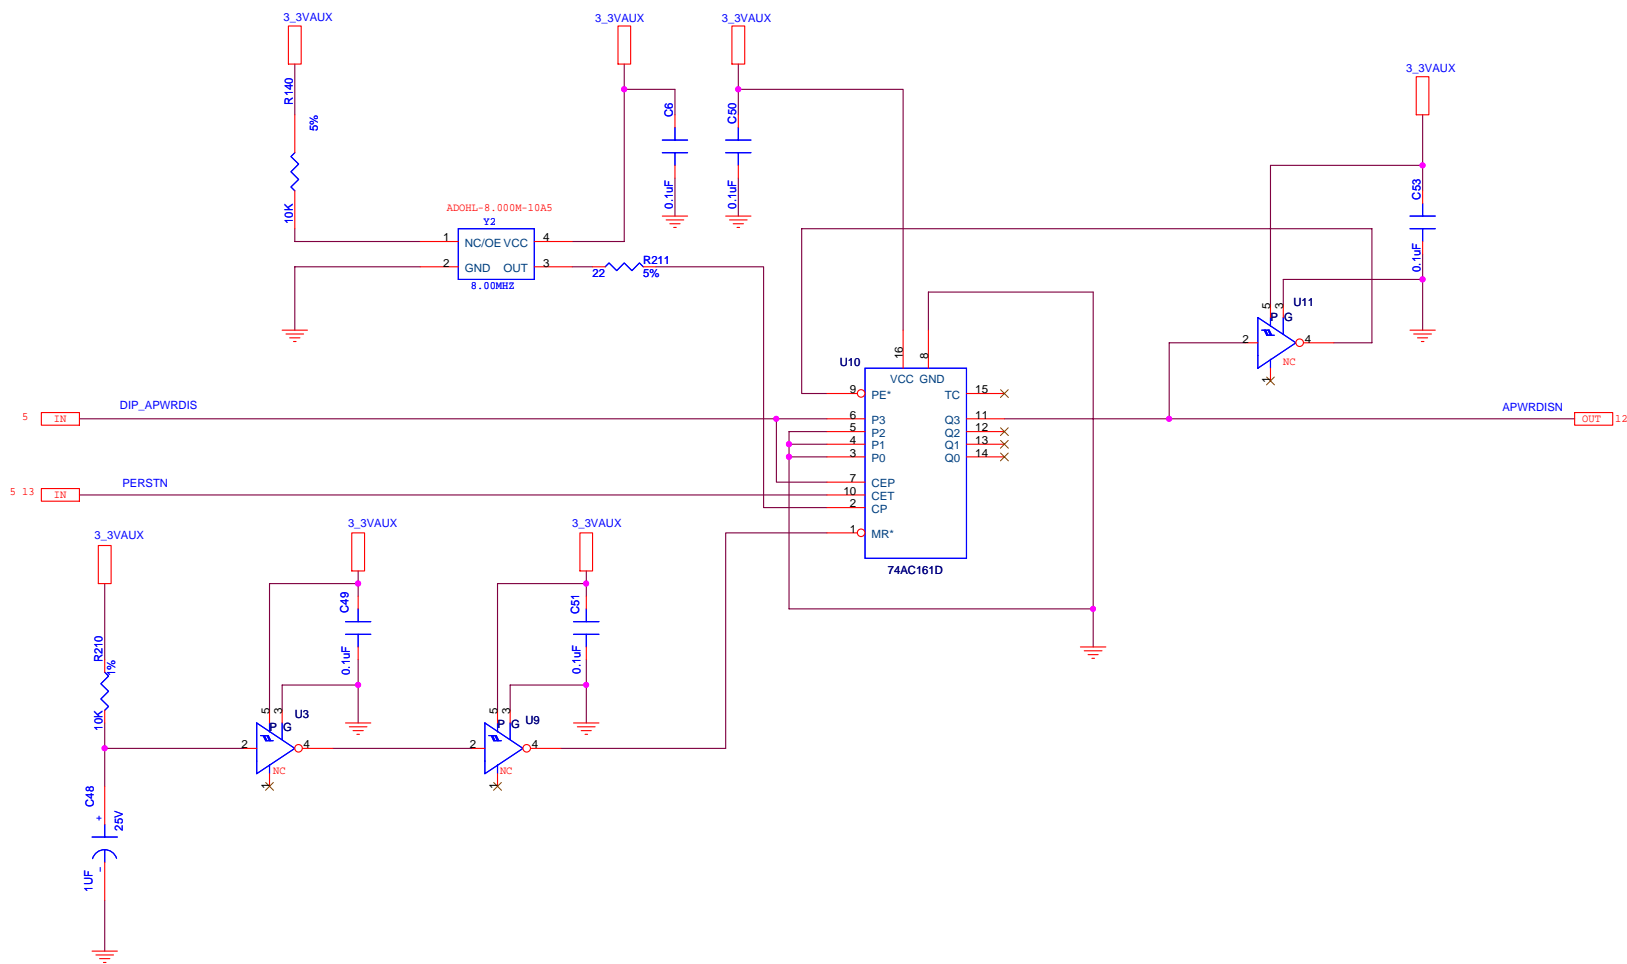 3_3VAUX
3_3VAUX
3_3VAUX
3_3VAUX
R140
5%
10K
C6
0.1uF
C50
0.1uF
C53
0.1uF
ADOHL-8.000M-10A5
Y2
1 NC/OE VCC 4
2 GND OUT 3
8.00MHZ
22 R211
5%
U11
5 3
P G
2 4
NC
1
U10
16 8
VCC GND
9 PE* TC 15
6 P3 Q3 11
5 P2 Q2 12
4 P1 Q1 13
3 P0 Q0 14
7 CEP
10 CET
2 CP
1 MR*
74AC161D
5 IN DIP_APWRDIS
APWRDISN OUT 12
5 13 IN PERSTN
3_3VAUX
3_3VAUX
3_3VAUX
R210
1%
10K
C49
0.1uF
C51
0.1uF
5 3
P G U3
2 4
NC
1
5 3
P G U9
2 4
NC
1
C48
+
25V
1UF
-